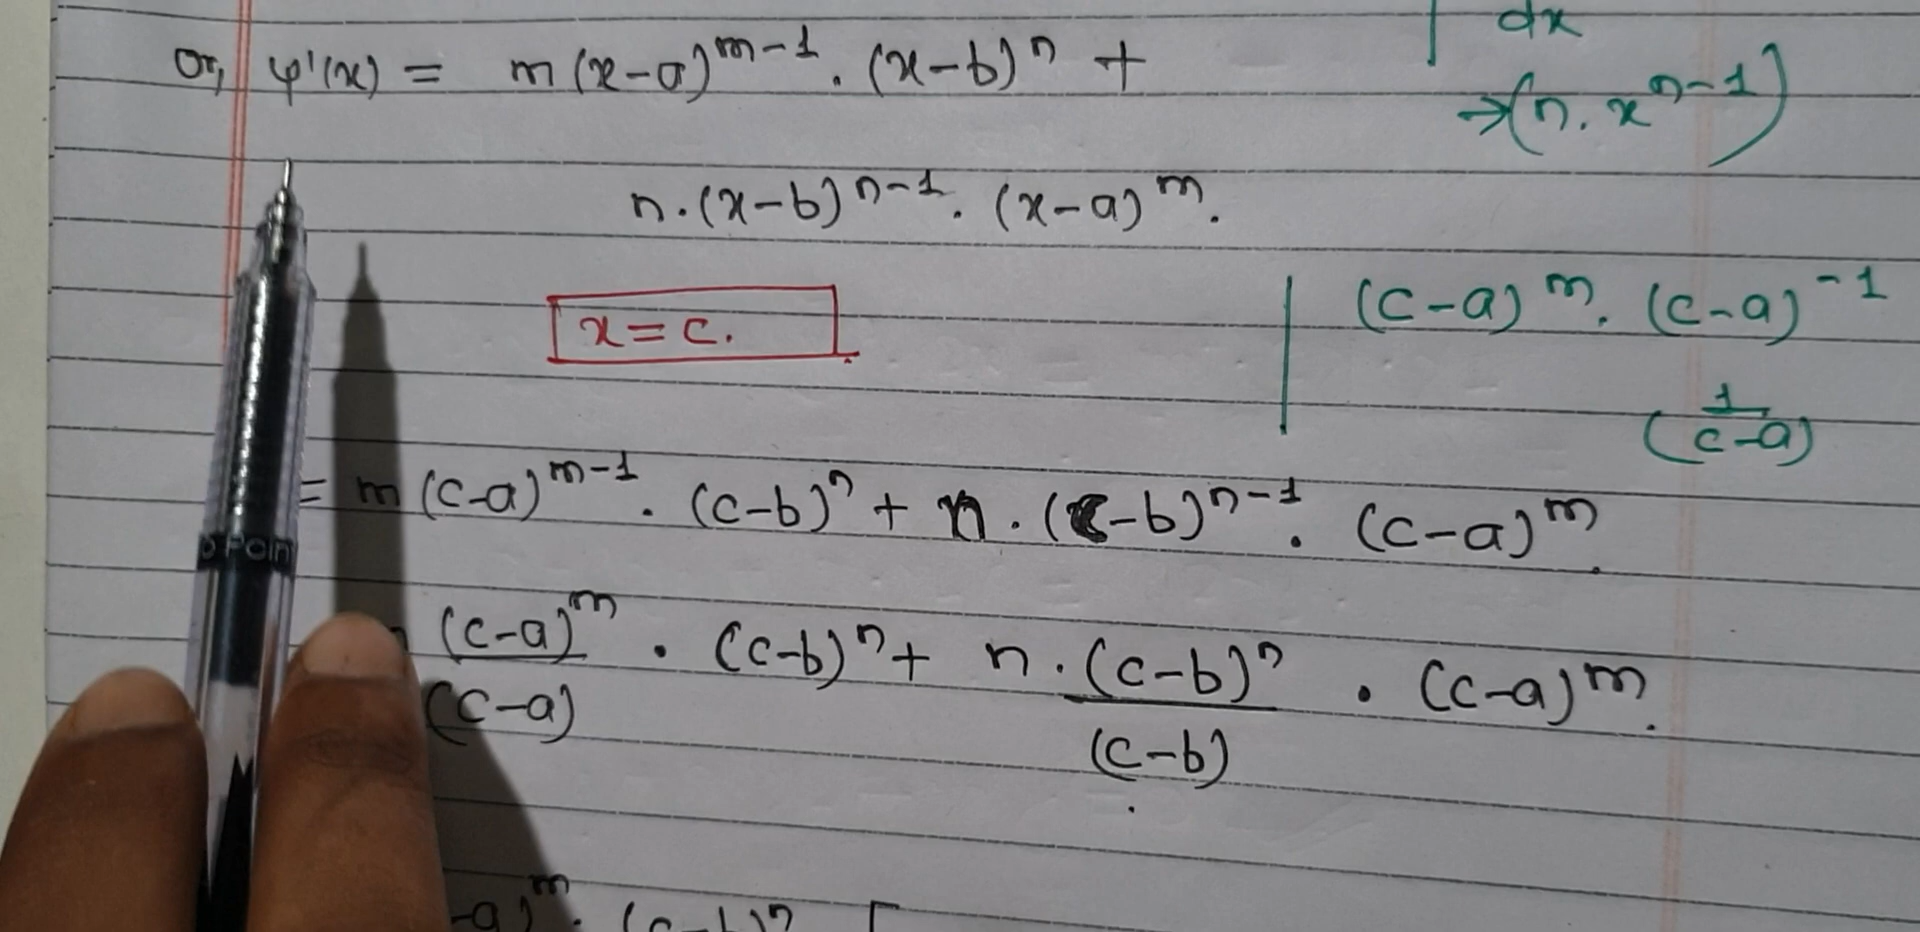 dx
Or, φ'(x) = m(x-a)^{m-1} . (x-b)^n +
→(n. x^{n-1})
n.(x-b)^{n-1} . (x-a)^m.
x = c.
(c-a)^m . (c-a)^{-1}
(1/(c-a))
= m(c-a)^{m-1} . (c-b)^n + n . (c-b)^{n-1} . (c-a)^m.
(c-a)^m/(c-a) . (c-b)^n + n . (c-b)^n/(c-b) . (c-a)^m.
-a)^m . (c-b)^n [